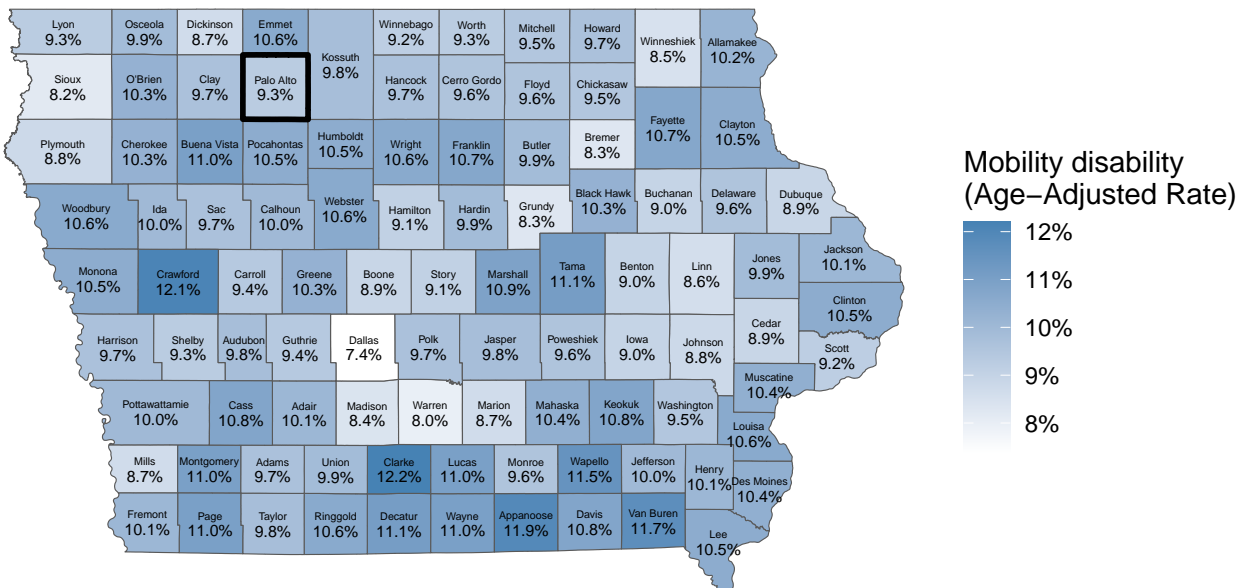 Lyon
9.3%
Osceola
9.9%
Dickinson
8.7%
Emmet
10.6%
Kossuth
9.8%
Winnebago
9.2%
Worth
9.3%
Mitchell
9.5%
Howard
9.7%
Winneshiek
8.5%
Allamakee
10.2%
Sioux
8.2%
O'Brien
10.3%
Clay
9.7%
Palo Alto
9.3%
Hancock
9.7%
Cerro Gordo
9.6%
Floyd
9.6%
Chickasaw
9.5%
Fayette
10.7%
Clayton
10.5%
Plymouth
8.8%
Cherokee
10.3%
Buena Vista
11.0%
Pocahontas
10.5%
Humboldt
10.5%
Wright
10.6%
Franklin
10.7%
Butler
9.9%
Bremer
8.3%
Woodbury
10.6%
Ida
10.0%
Sac
9.7%
Calhoun
10.0%
Webster
10.6%
Hamilton
9.1%
Hardin
9.9%
Grundy
8.3%
Black Hawk
10.3%
Buchanan
9.0%
Delaware
9.6%
Dubuque
8.9%
Monona
10.5%
Crawford
12.1%
Carroll
9.4%
Greene
10.3%
Boone
8.9%
Story
9.1%
Marshall
10.9%
Tama
11.1%
Benton
9.0%
Linn
8.6%
Jones
9.9%
Jackson
10.1%
Clinton
10.5%
Harrison
9.7%
Shelby
9.3%
Audubon
9.8%
Guthrie
9.4%
Dallas
7.4%
Polk
9.7%
Jasper
9.8%
Poweshiek
9.6%
Iowa
9.0%
Johnson
8.8%
Cedar
8.9%
Scott
9.2%
Muscatine
10.4%
Pottawattamie
10.0%
Cass
10.8%
Adair
10.1%
Madison
8.4%
Warren
8.0%
Marion
8.7%
Mahaska
10.4%
Keokuk
10.8%
Washington
9.5%
Louisa
10.6%
Mills
8.7%
Montgomery
11.0%
Adams
9.7%
Union
9.9%
Clarke
12.2%
Lucas
11.0%
Monroe
9.6%
Wapello
11.5%
Jefferson
10.0%
Henry
10.1%
Des Moines
10.4%
Fremont
10.1%
Page
11.0%
Taylor
9.8%
Ringgold
10.6%
Decatur
11.1%
Wayne
11.0%
Appanoose
11.9%
Davis
10.8%
Van Buren
11.7%
Lee
10.5%
Mobility disability
(Age−Adjusted Rate)
12%
11%
10%
9%
8%